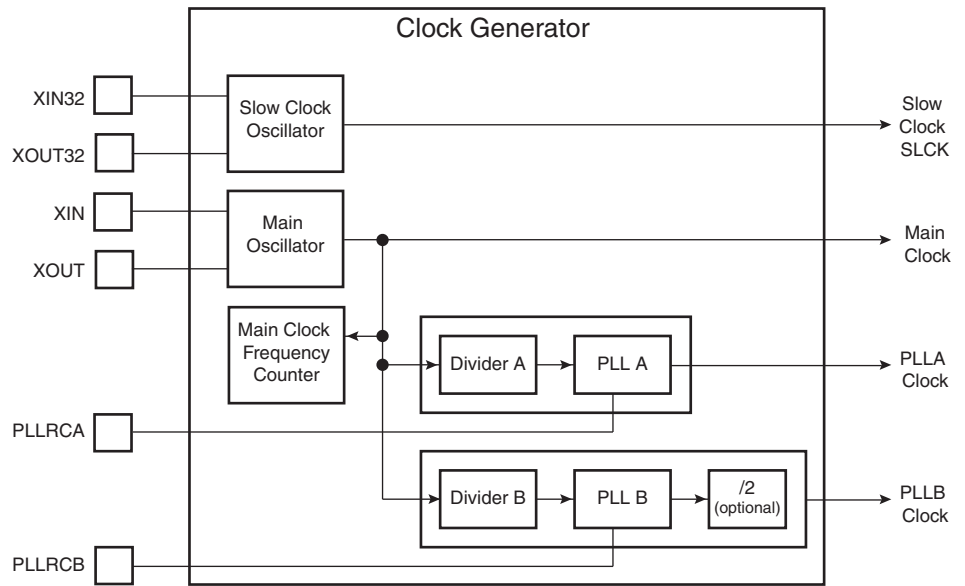 Clock Generator
XIN32
XOUT32
Slow Clock
Oscillator
Slow
Clock
SLCK
XIN
XOUT
Main
Oscillator
Main
Clock
Main Clock
Frequency
Counter
Divider A
PLL A
PLLA
Clock
PLLRCA
Divider B
PLL B
/2
(optional)
PLLB
Clock
PLLRCB